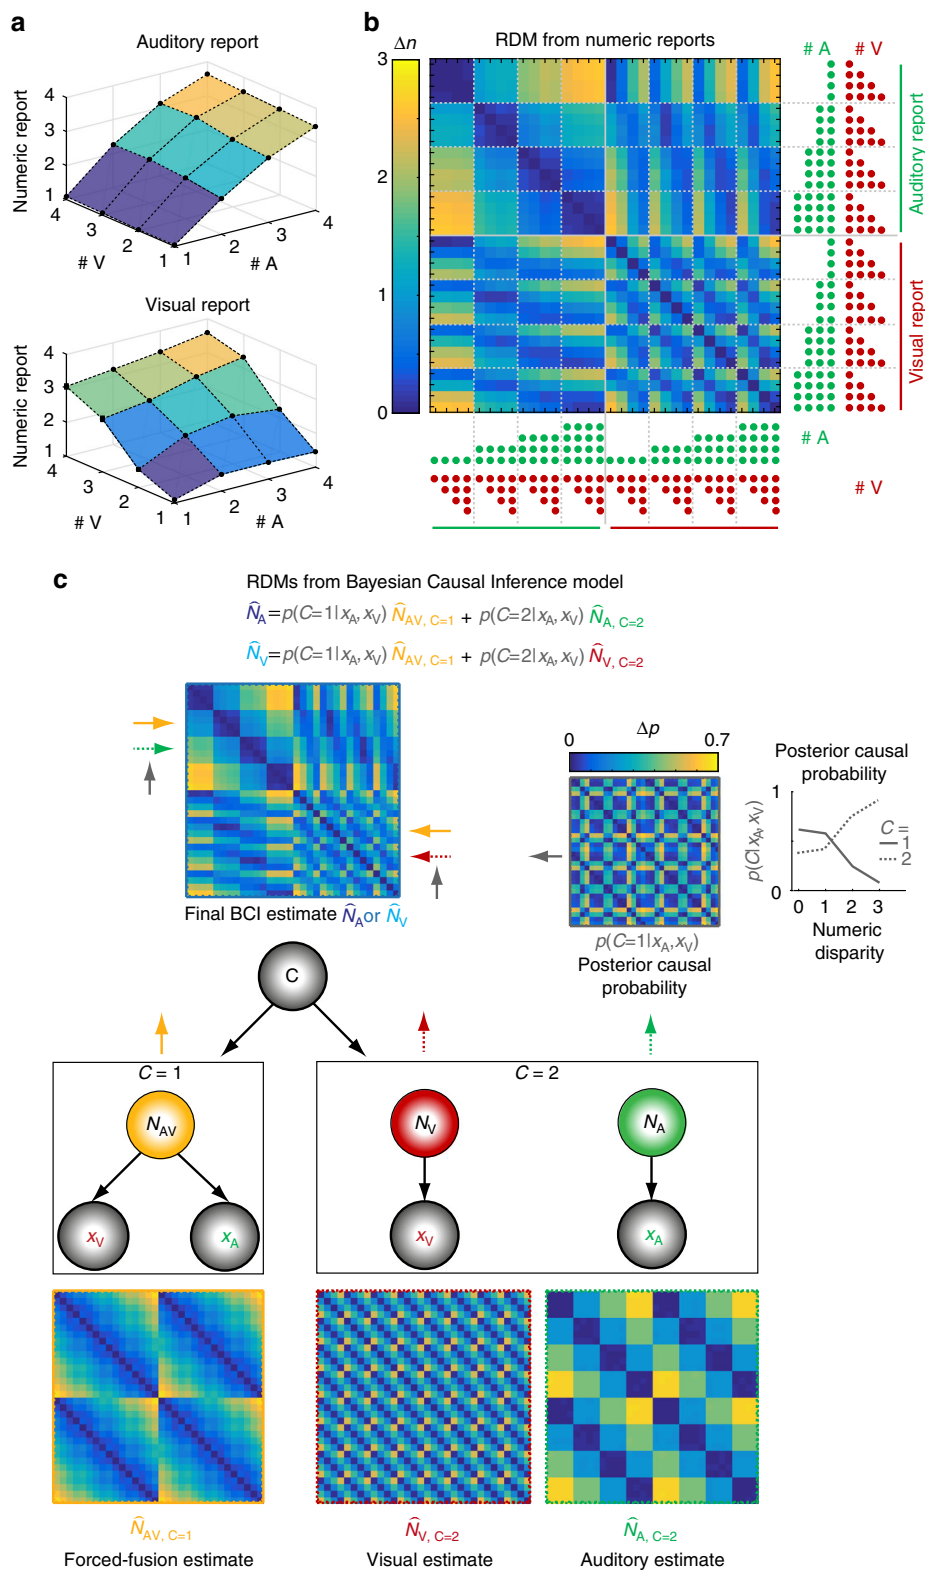 a
Auditory report
Numeric report
4
3
2
1
4
3
2
1
# V
1
2
3
4
# A
Visual report
Numeric report
4
3
2
1
4
3
2
1
# V
1
2
3
4
# A
b
Δn
RDM from numeric reports
3
2
1
0
# A
# V
Auditory report
Visual report
# A
# V
c
RDMs from Bayesian Causal Inference model
N̂A=p(C=1|xA,xV) N̂AV, C=1 + p(C=2|xA,xV) N̂A, C=2
N̂V=p(C=1|xA,xV) N̂AV, C=1 + p(C=2|xA,xV) N̂V, C=2
Final BCI estimate N̂A or N̂V
Δp
0
0.7
p(C=1|xA,xV)
Posterior causal
probability
Posterior causal
probability
p(C|xA,xV)
1
0
C =
1
2
0 1 2 3
Numeric
disparity
C
C = 1
NAV
xV
xA
C = 2
NV
NA
xV
xA
N̂AV, C=1
Forced-fusion estimate
N̂V, C=2
Visual estimate
N̂A, C=2
Auditory estimate